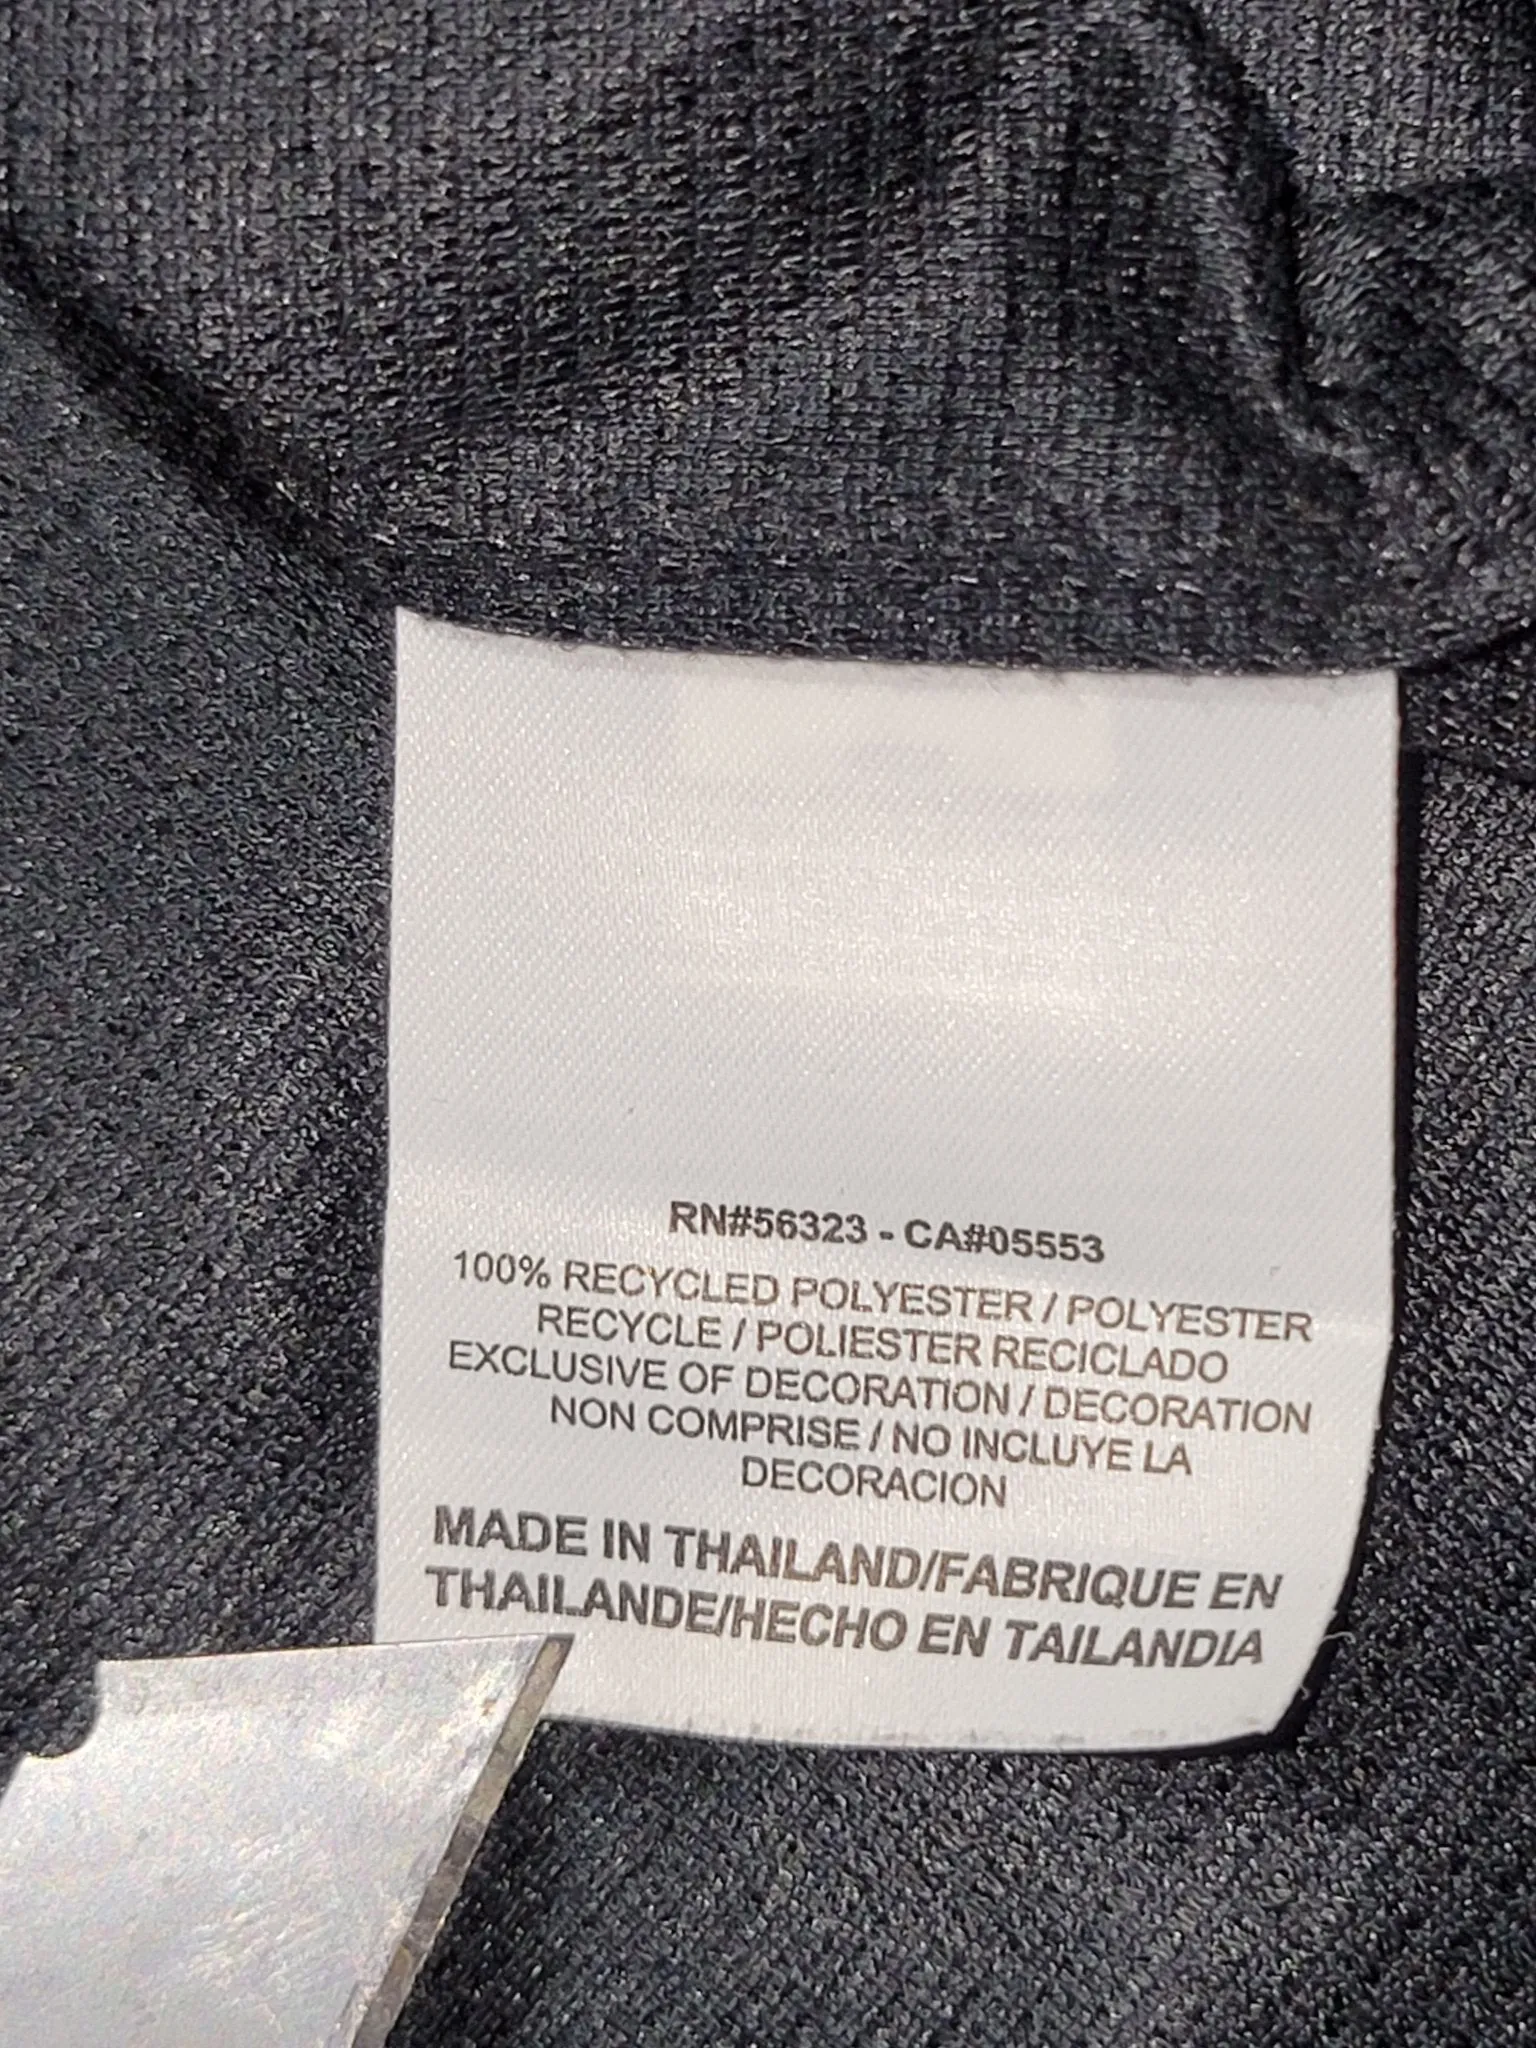 RN#56323 - CA#05553
100% RECYCLED POLYESTER / POLYESTER
RECYCLE / POLIESTER RECICLADO
EXCLUSIVE OF DECORATION / DECORATION
NON COMPRISE / NO INCLUYE LA
DECORACION
MADE IN THAILAND/FABRIQUE EN
THAILANDE/HECHO EN TAILANDIA